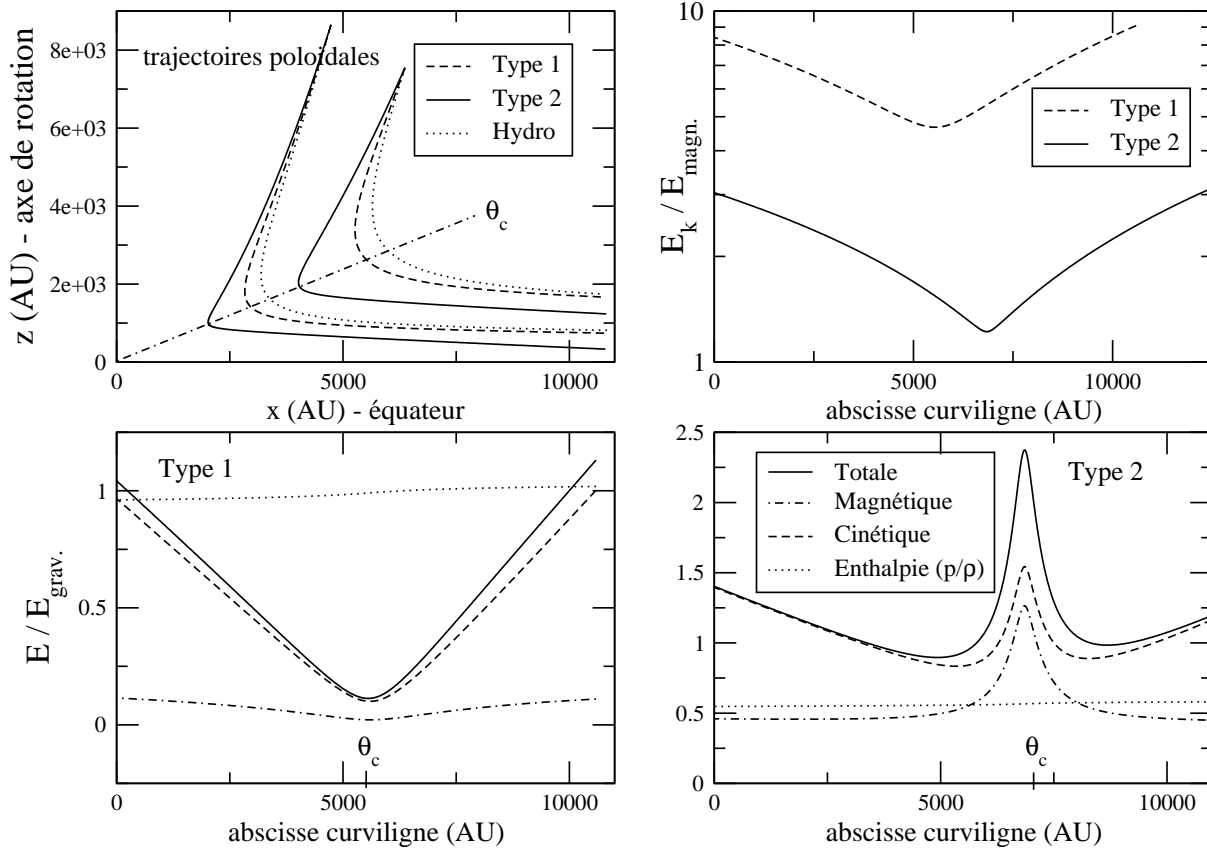 trajectoires poloïdales
Type 1
Type 2
Hydro
θc
z (AU) - axe de rotation
8e+03
6e+03
4e+03
2e+03
0
0
5000
10000
x (AU) - équateur
10
1
Type 1
Type 2
Ek / Emagn.
0
5000
10000
abscisse curviligne (AU)
Type 1
E / Egrav.
1
0.5
0
θc
0
5000
10000
abscisse curviligne (AU)
2.5
2
1.5
1
0.5
0
Totale
Magnétique
Cinétique
Enthalpie (p/ρ)
Type 2
θc
0
5000
10000
abscisse curviligne (AU)